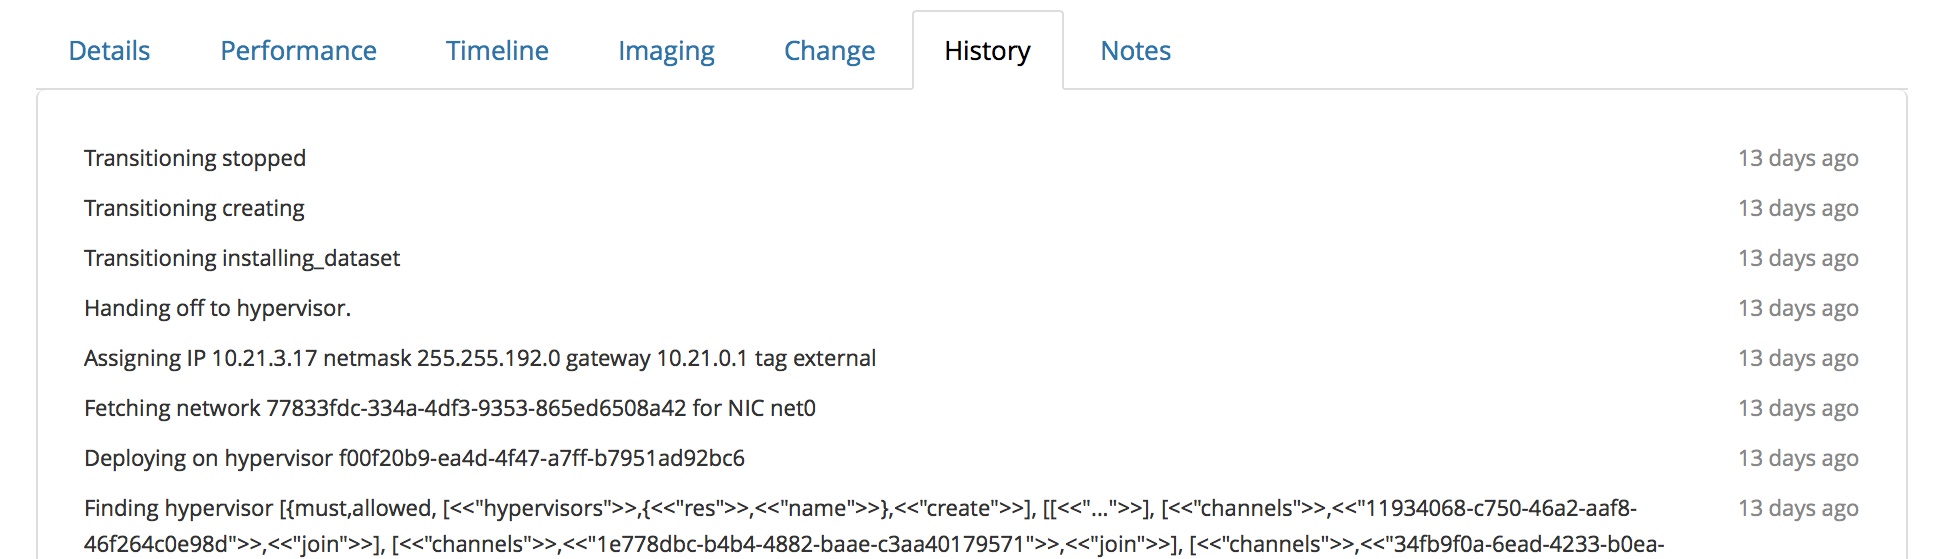 Details Performance Timeline Imaging Change History Notes
Transitioning stopped 13 days ago
Transitioning creating 13 days ago
Transitioning installing_dataset 13 days ago
Handing off to hypervisor. 13 days ago
Assigning IP 10.21.3.17 netmask 255.255.192.0 gateway 10.21.0.1 tag external 13 days ago
Fetching network 77833fdc-334a-4df3-9353-865ed6508a42 for NIC net0 13 days ago
Deploying on hypervisor f00f20b9-ea4d-4f47-a7ff-b7951ad92bc6 13 days ago
Finding hypervisor [{must,allowed, [<<"hypervisors">>,{<<"res">>,<<"name">>},<<"create">>], [[<<"...">>], [<<"channels">>,<<"11934068-c750-46a2-aaf8- 13 days ago
46f264c0e98d">>,<<"join">>], [<<"channels">>,<<"1e778dbc-b4b4-4882-baae-c3aa40179571">>,<<"join">>], [<<"channels">>,<<"34fb9f0a-6ead-4233-b0ea-